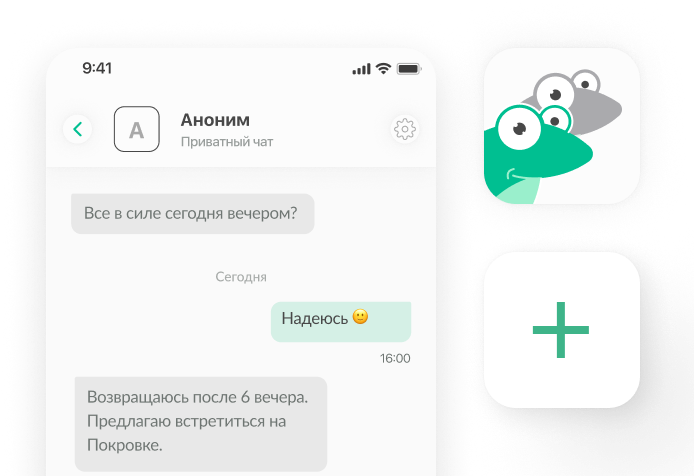 9:41
А
Аноним
Приватный чат
Все в силе сегодня вечером?
Сегодня
Надеюсь 🙂
16:00
Возвращаюсь после 6 вечера.
Предлагаю встретиться на
Покровке.